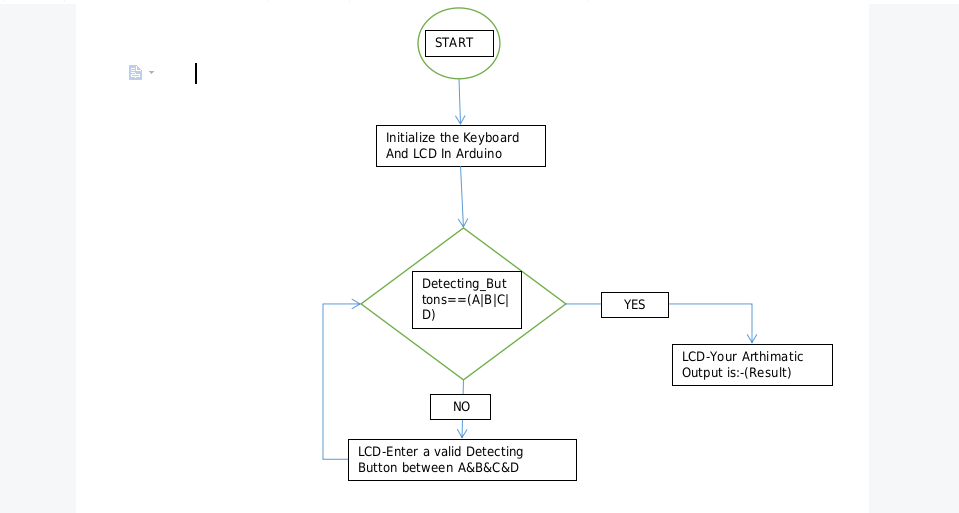 START
Initialize the Keyboard
And LCD In Arduino
Detecting_But
tons==(A|B|C|
D)
YES
LCD-Your Arthimatic
Output is:-(Result)
NO
LCD-Enter a valid Detecting
Button between A&B&C&D